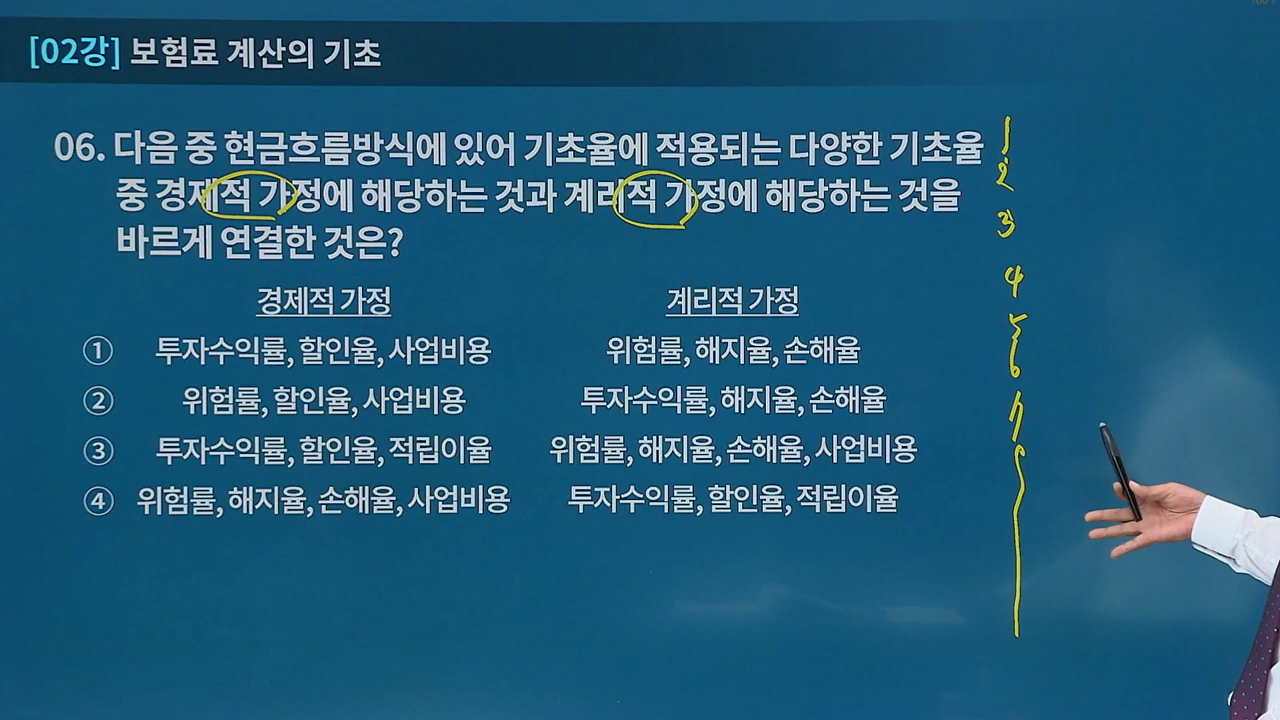 [02강] 보험료 계산의 기초
06. 다음 중 현금흐름방식에 있어 기초율에 적용되는 다양한 기초율
중 경제적 가정에 해당하는 것과 계리적 가정에 해당하는 것을
바르게 연결한 것은?
경제적 가정 계리적 가정
① 투자수익률, 할인율, 사업비용 위험률, 해지율, 손해율
② 위험률, 할인율, 사업비용 투자수익률, 해지율, 손해율
③ 투자수익률, 할인율, 적립이율 위험률, 해지율, 손해율, 사업비용
④ 위험률, 해지율, 손해율, 사업비용 투자수익률, 할인율, 적립이율
1
2
3
4
5
6
7